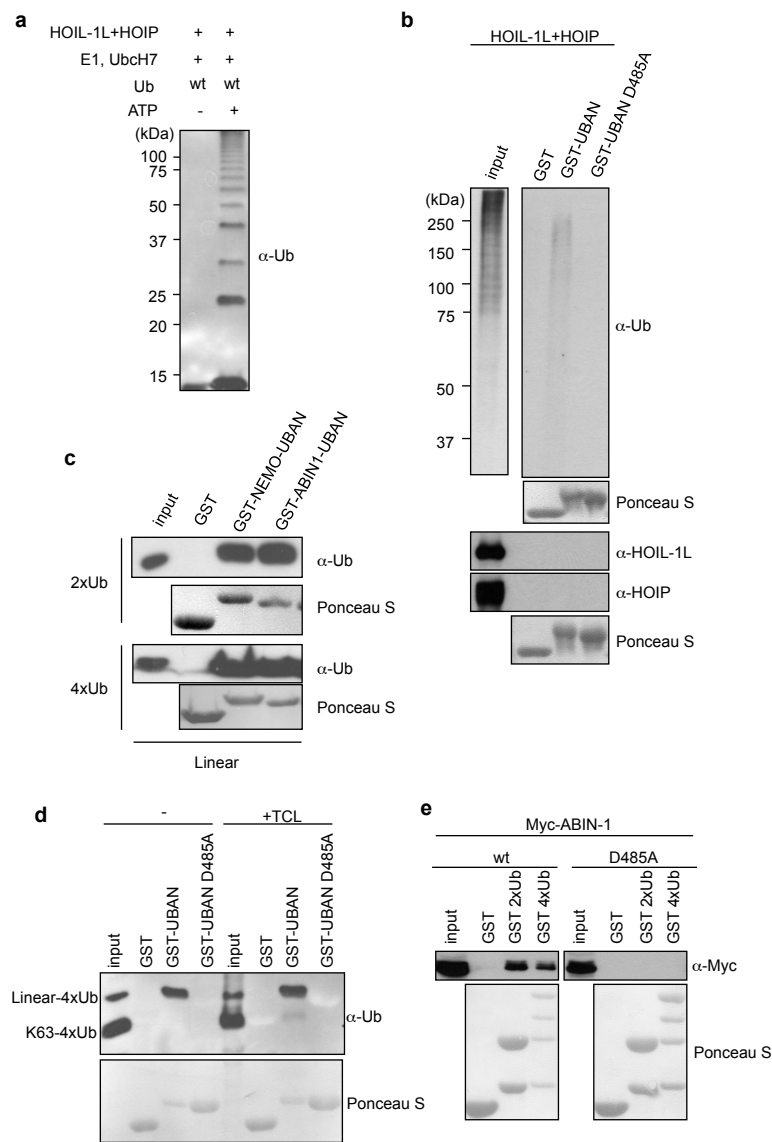 a
HOIL-1L+HOIP + +
E1, UbcH7 + +
Ub wt wt
ATP - +
(kDa)
100
75
50
37
25
20
15
α-Ub
b
HOIL-1L+HOIP
input
GST
GST-UBAN
GST-UBAN D485A
(kDa)
250
150
100
75
50
37
α-Ub
Ponceau S
α-HOIL-1L
α-HOIP
Ponceau S
c
input
GST
GST-NEMO-UBAN
GST-ABIN1-UBAN
2xUb
α-Ub
Ponceau S
4xUb
α-Ub
Ponceau S
Linear
d
- +TCL
input
GST
GST-UBAN
GST-UBAN D485A
input
GST
GST-UBAN
GST-UBAN D485A
Linear-4xUb
K63-4xUb
α-Ub
Ponceau S
e
Myc-ABIN-1
wt D485A
input
GST
GST 2xUb
GST 4xUb
input
GST
GST 2xUb
GST 4xUb
α-Myc
Ponceau S